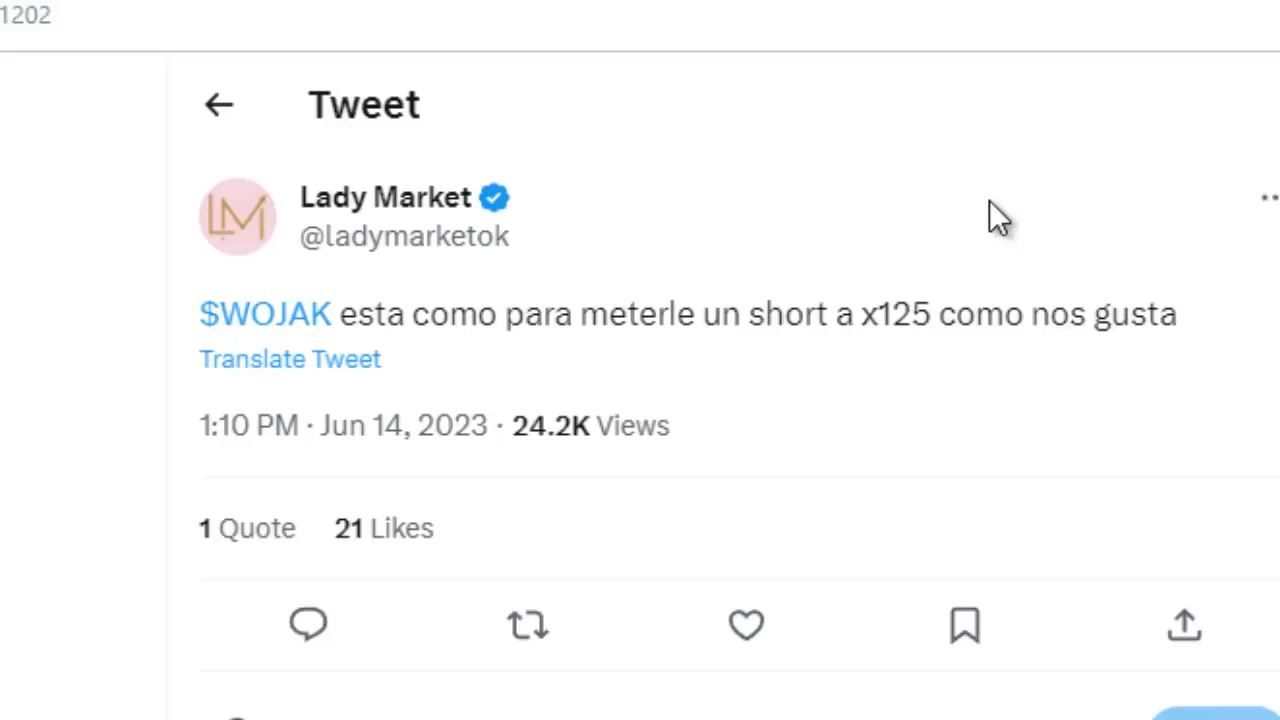 1202
Tweet
LM
Lady Market
@ladymarketok
$WOJAK esta como para meterle un short a x125 como nos gusta
Translate Tweet
1:10 PM · Jun 14, 2023 · 24.2K Views
1 Quote 21 Likes